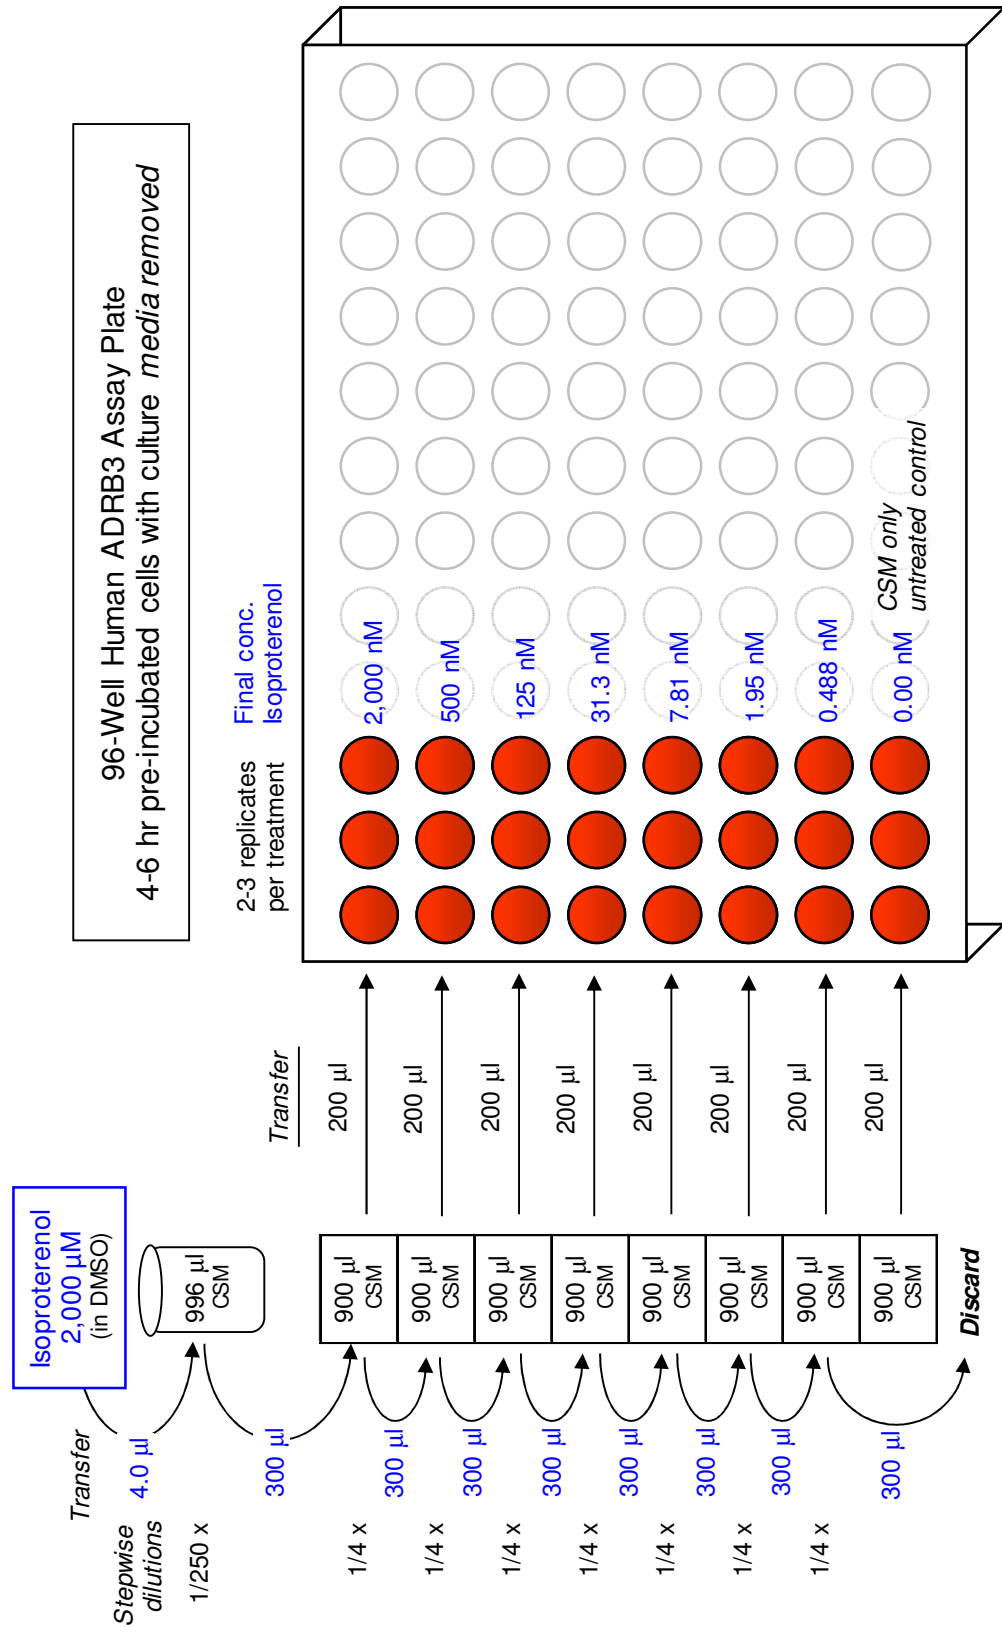 96-Well Human ADRB3 Assay Plate
4-6 hr pre-incubated cells with culture media removed
Isoproterenol
2,000 µM
(in DMSO)
Transfer
Stepwise
dilutions
4.0 µl
1/250 x
996 µl
CSM
300 µl
Transfer
2-3 replicates
per treatment
Final conc.
Isoproterenol
1/4 x
900 µl
CSM
200 µl
2,000 nM
300 µl
1/4 x
900 µl
CSM
200 µl
500 nM
300 µl
1/4 x
900 µl
CSM
200 µl
125 nM
300 µl
1/4 x
900 µl
CSM
200 µl
31.3 nM
300 µl
1/4 x
900 µl
CSM
200 µl
7.81 nM
300 µl
1/4 x
900 µl
CSM
200 µl
1.95 nM
300 µl
1/4 x
900 µl
CSM
200 µl
0.488 nM
300 µl
900 µl
CSM
200 µl
0.00 nM
CSM only
untreated control
Discard